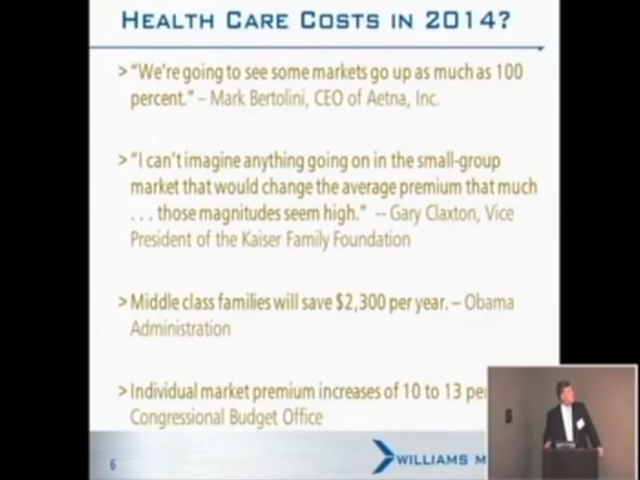 HEALTH CARE COSTS IN 2014?
> "We're going to see some markets go up as much as 100
percent." – Mark Bertolini, CEO of Aetna, Inc.
> "I can't imagine anything going on in the small-group
market that would change the average premium that much
. . . those magnitudes seem high." -- Gary Claxton, Vice
President of the Kaiser Family Foundation
> Middle class families will save $2,300 per year. – Obama
Administration
> Individual market premium increases of 10 to 13 pe
Congressional Budget Office
6
WILLIAMS M